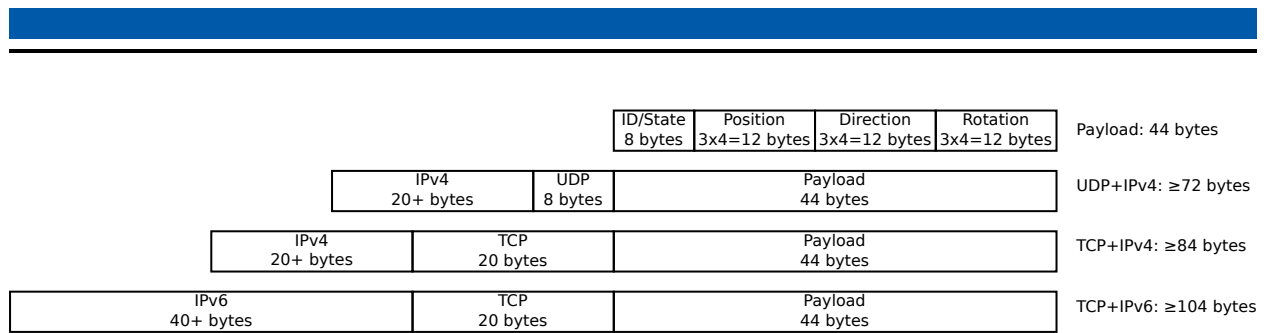 ID/State Position Direction Rotation
8 bytes 3x4=12 bytes 3x4=12 bytes 3x4=12 bytes
Payload: 44 bytes
IPv4 UDP Payload
20+ bytes 8 bytes 44 bytes
UDP+IPv4: ≥72 bytes
IPv4 TCP Payload
20+ bytes 20 bytes 44 bytes
TCP+IPv4: ≥84 bytes
IPv6 TCP Payload
40+ bytes 20 bytes 44 bytes
TCP+IPv6: ≥104 bytes